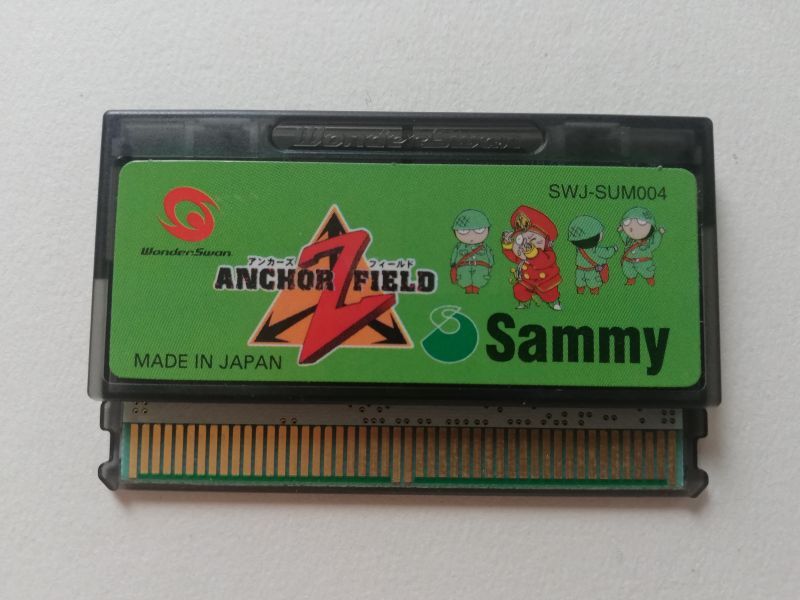 WonderSwan
SWJ-SUM004
WonderSwan
アンカーズ フィールド
ANCHOR Z FIELD
Sammy
MADE IN JAPAN